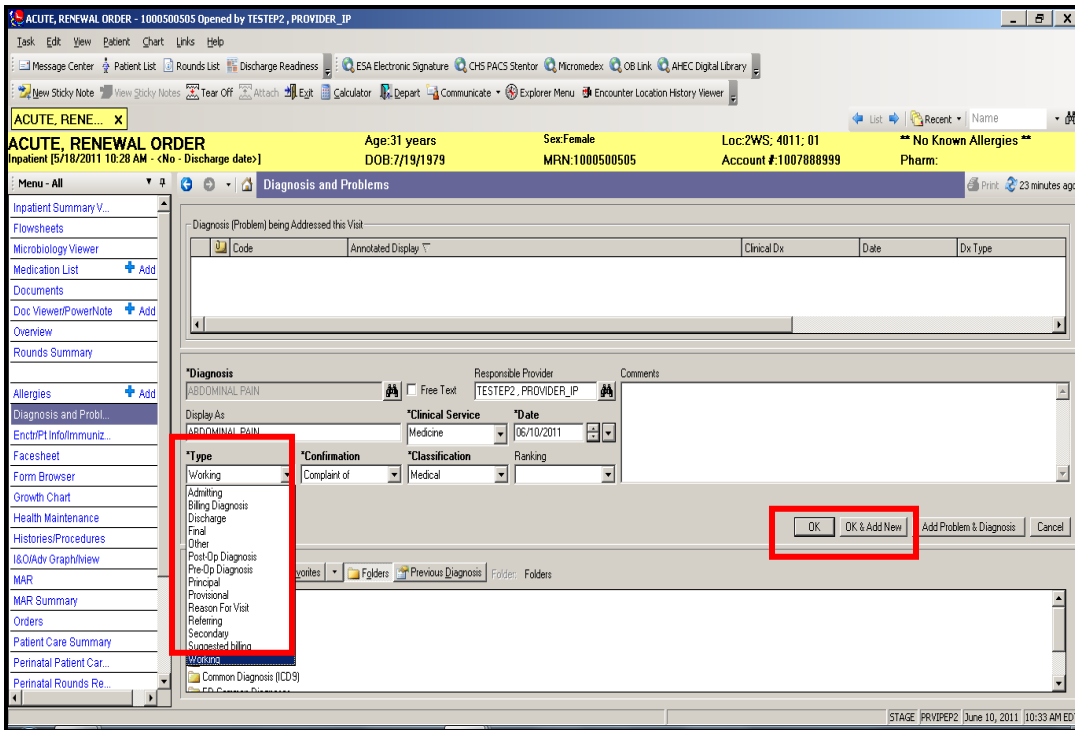 ACUTE, RENEWAL ORDER - 1000500505 Opened by TESTEP2 , PROVIDER_IP
Task Edit View Patient Chart Links Help
Message Center Patient List Rounds List Discharge Readiness ESA Electronic Signature CHS PACS Stentor Micromedex OB Link AHEC Digital Library
New Sticky Note View Sticky Notes Tear Off Attach Exit Calculator Depart Communicate Explorer Menu Encounter Location History Viewer
ACUTE, RENE... x List Recent Name
ACUTE, RENEWAL ORDER Age:31 years Sex:Female Loc:2WS; 4011; 01 ** No Known Allergies **
Inpatient [5/18/2011 10:28 AM - <No - Discharge date>] DOB:7/19/1979 MRN:1000500505 Account #:1007888999 Pharm:
Menu - All Diagnosis and Problems Print 23 minutes ago
Inpatient Summary V...
Flowsheets
Microbiology Viewer
Medication List Add
Documents
Doc Viewer/PowerNote Add
Overview
Rounds Summary
Allergies Add
Diagnosis and Probl...
Enctr/Pt Info/Immuniz...
Facesheet
Form Browser
Growth Chart
Health Maintenance
Histories/Procedures
I&O/Adv Graph/Iview
MAR
MAR Summary
Orders
Patient Care Summary
Perinatal Patient Car...
Perinatal Rounds Re...
Diagnosis (Problem) being Addressed this Visit
Code Annotated Display Clinical Dx Date Dx Type
*Diagnosis Responsible Provider Comments
ABDOMINAL PAIN Free Text TESTEP2 , PROVIDER_IP
Display As *Clinical Service *Date
ABDOMINAL PAIN Medicine 06/10/2011
*Type *Confirmation *Classification Ranking
Working Complaint of Medical
Admitting
Billing Diagnosis
Discharge
Final
Other
Post-Op Diagnosis
Pre-Op Diagnosis
Principal
Provisional
Reason For Visit
Referring
Secondary
Suggested billing
Working
OK OK & Add New Add Problem & Diagnosis Cancel
vorites Folders Previous Diagnosis Folder: Folders
Common Diagnosis (ICD9)
ED Common Diagnoses
STAGE PRVIPEP2 June 10, 2011 10:33 AM ED